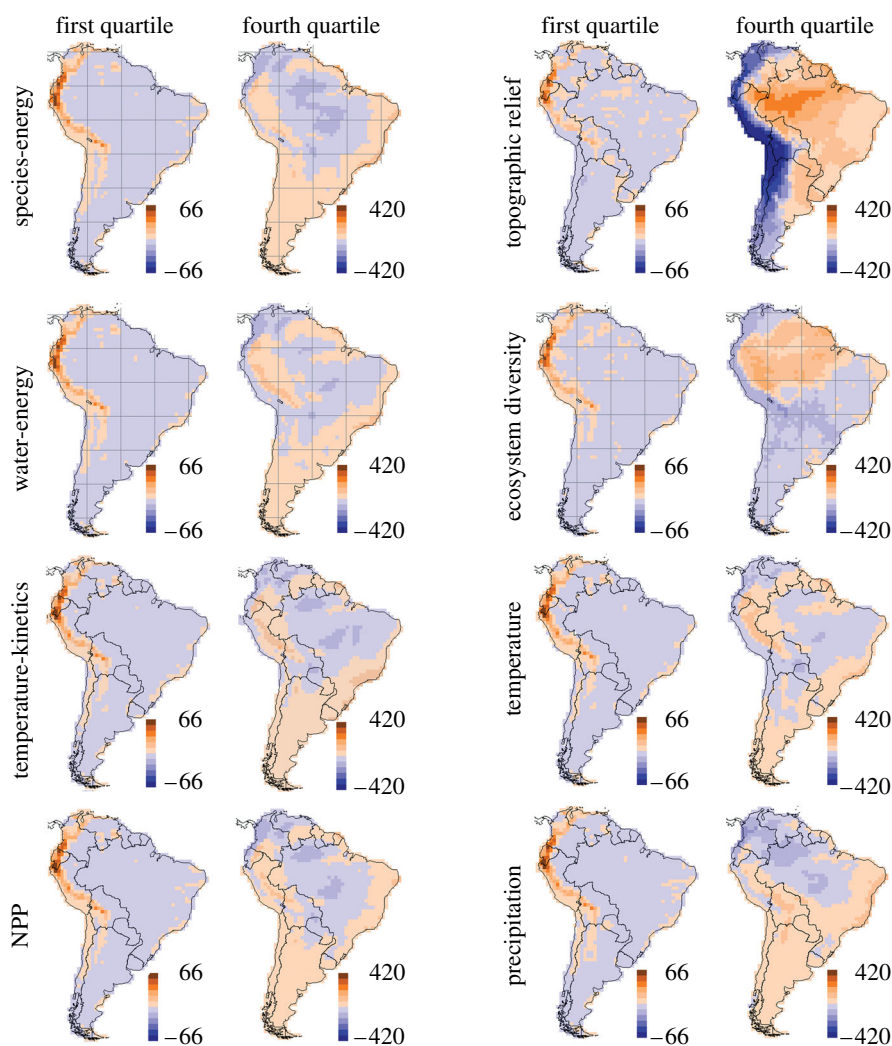 first quartile
fourth quartile
first quartile
fourth quartile
species-energy
66
−66
420
−420
topographic relief
66
−66
420
−420
water-energy
66
−66
420
−420
ecosystem diversity
66
−66
420
−420
temperature-kinetics
66
−66
420
−420
temperature
66
−66
420
−420
NPP
66
−66
420
−420
precipitation
66
−66
420
−420